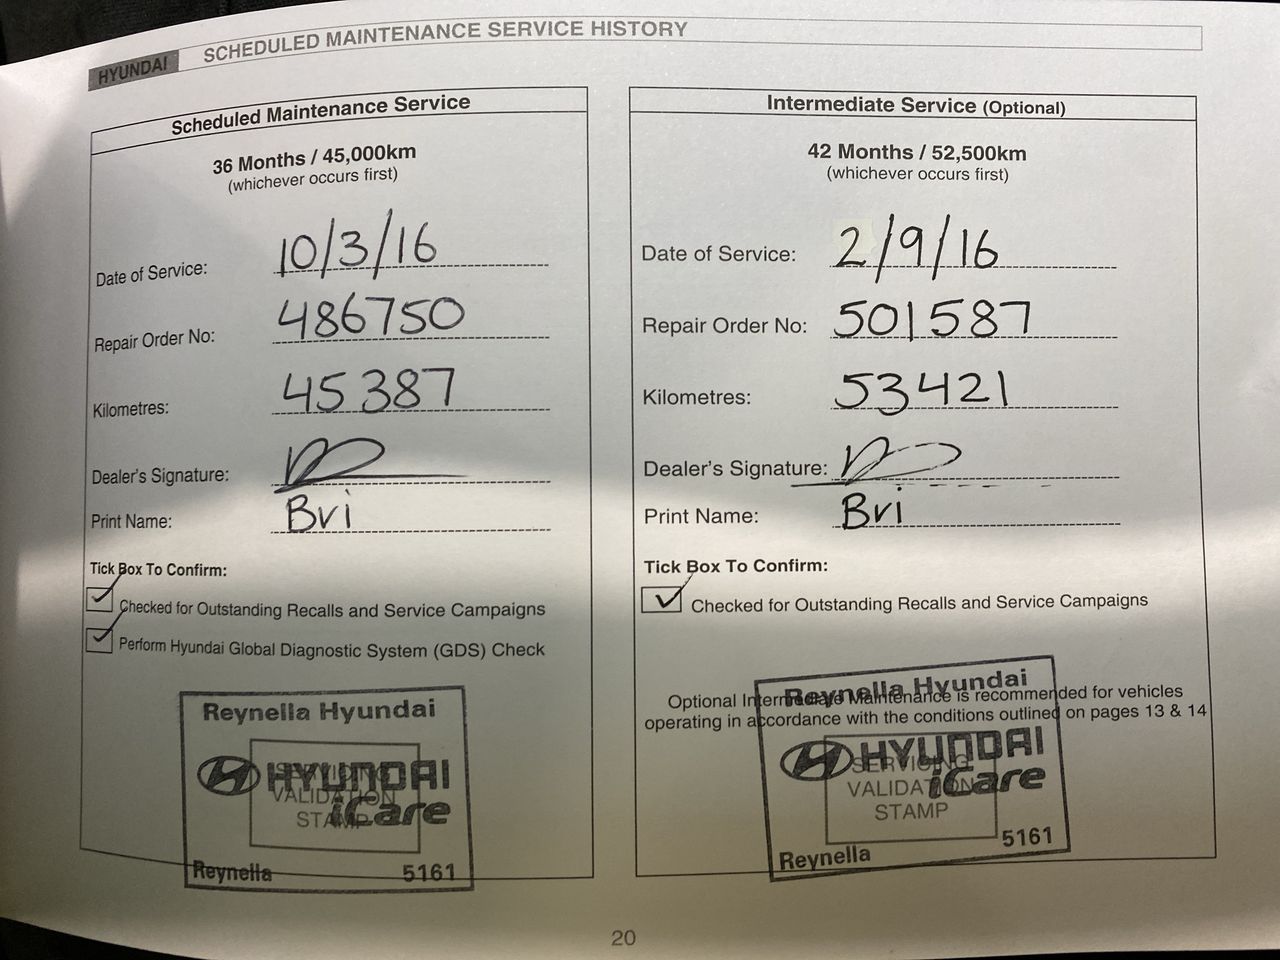 HYUNDAI SCHEDULED MAINTENANCE SERVICE HISTORY
Scheduled Maintenance Service
36 Months / 45,000km
(whichever occurs first)
Date of Service: 10/3/16
Repair Order No: 486750
Kilometres: 45387
Dealer's Signature:
Print Name: Bri
Tick Box To Confirm:
Checked for Outstanding Recalls and Service Campaigns
Perform Hyundai Global Diagnostic System (GDS) Check
Reynella Hyundai
SERVICING
HYUNDAI
VALIDATION
iCare
STAMP
Reynella 5161
Intermediate Service (Optional)
42 Months / 52,500km
(whichever occurs first)
Date of Service: 2/9/16
Repair Order No: 501587
Kilometres: 53421
Dealer's Signature:
Print Name: Bri
Tick Box To Confirm:
Checked for Outstanding Recalls and Service Campaigns
Reynella Hyundai
Optional Intermediate Maintenance is recommended for vehicles
operating in accordance with the conditions outlined on pages 13 & 14
HYUNDAI
SERVICING
iCare
VALIDATION
STAMP
Reynella 5161
20